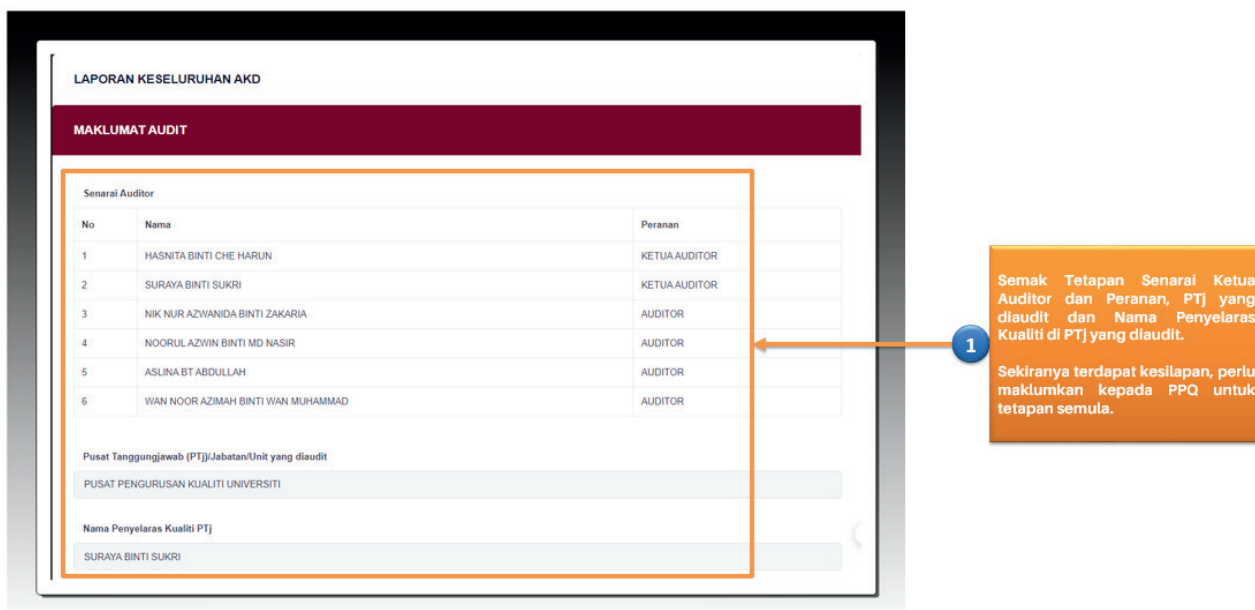 LAPORAN KESELURUHAN AKD
MAKLUMAT AUDIT
Senarai Auditor
No Nama Peranan
1 HASNITA BINTI CHE HARUN KETUA AUDITOR
2 SURAYA BINTI SUKRI KETUA AUDITOR
3 NIK NUR AZWANIDA BINTI ZAKARIA AUDITOR
4 NOORUL AZWIN BINTI MD NASIR AUDITOR
5 ASLINA BT ABDULLAH AUDITOR
6 WAN NOOR AZIMAH BINTI WAN MUHAMMAD AUDITOR
Pusat Tanggungjawab (PTj)/Jabatan/Unit yang diaudit
PUSAT PENGURUSAN KUALITI UNIVERSITI
Nama Penyelaras Kualiti PTj
SURAYA BINTI SUKRI
1
Semak Tetapan Senarai Ketua
Auditor dan Peranan, PTj yang
diaudit dan Nama Penyelaras
Kualiti di PTj yang diaudit.
Sekiranya terdapat kesilapan, perlu
maklumkan kepada PPQ untuk
tetapan semula.